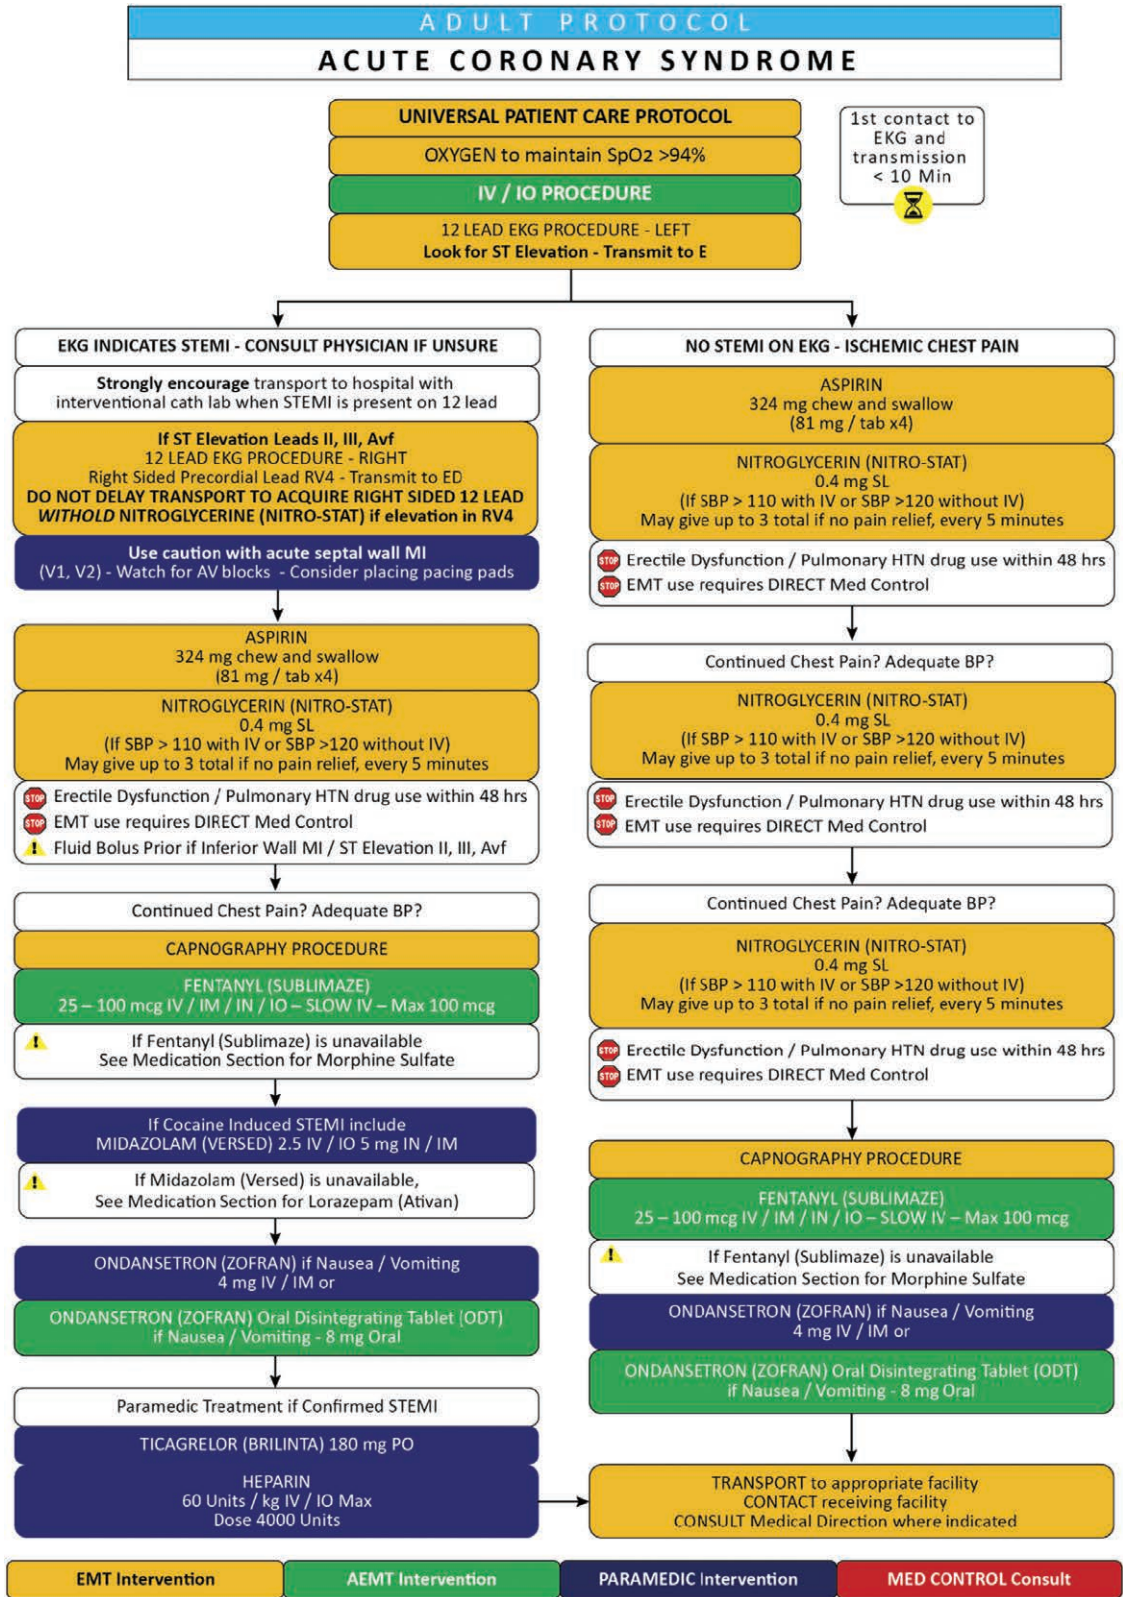 ADULT PROTOCOL
ACUTE CORONARY SYNDROME
UNIVERSAL PATIENT CARE PROTOCOL
OXYGEN to maintain SpO2 >94%
IV / IO PROCEDURE
12 LEAD EKG PROCEDURE - LEFT
Look for ST Elevation - Transmit to E
1st contact to
EKG and
transmission
< 10 Min
EKG INDICATES STEMI - CONSULT PHYSICIAN IF UNSURE
Strongly encourage transport to hospital with
interventional cath lab when STEMI is present on 12 lead
If ST Elevation Leads II, III, Avf
12 LEAD EKG PROCEDURE - RIGHT
Right Sided Precordial Lead RV4 - Transmit to ED
DO NOT DELAY TRANSPORT TO ACQUIRE RIGHT SIDED 12 LEAD
WITHOLD NITROGLYCERINE (NITRO-STAT) if elevation in RV4
Use caution with acute septal wall MI
(V1, V2) - Watch for AV blocks - Consider placing pacing pads
ASPIRIN
324 mg chew and swallow
(81 mg / tab x4)
NITROGLYCERIN (NITRO-STAT)
0.4 mg SL
(If SBP > 110 with IV or SBP >120 without IV)
May give up to 3 total if no pain relief, every 5 minutes
STOP Erectile Dysfunction / Pulmonary HTN drug use within 48 hrs
STOP EMT use requires DIRECT Med Control
! Fluid Bolus Prior if Inferior Wall MI / ST Elevation II, III, Avf
Continued Chest Pain? Adequate BP?
CAPNOGRAPHY PROCEDURE
FENTANYL (SUBLIMAZE)
25 – 100 mcg IV / IM / IN / IO – SLOW IV – Max 100 mcg
! If Fentanyl (Sublimaze) is unavailable
See Medication Section for Morphine Sulfate
If Cocaine Induced STEMI include
MIDAZOLAM (VERSED) 2.5 IV / IO 5 mg IN / IM
! If Midazolam (Versed) is unavailable,
See Medication Section for Lorazepam (Ativan)
ONDANSETRON (ZOFRAN) if Nausea / Vomiting
4 mg IV / IM or
ONDANSETRON (ZOFRAN) Oral Disintegrating Tablet (ODT)
if Nausea / Vomiting - 8 mg Oral
Paramedic Treatment if Confirmed STEMI
TICAGRELOR (BRILINTA) 180 mg PO
HEPARIN
60 Units / kg IV / IO Max
Dose 4000 Units
NO STEMI ON EKG - ISCHEMIC CHEST PAIN
ASPIRIN
324 mg chew and swallow
(81 mg / tab x4)
NITROGLYCERIN (NITRO-STAT)
0.4 mg SL
(If SBP > 110 with IV or SBP >120 without IV)
May give up to 3 total if no pain relief, every 5 minutes
STOP Erectile Dysfunction / Pulmonary HTN drug use within 48 hrs
STOP EMT use requires DIRECT Med Control
Continued Chest Pain? Adequate BP?
NITROGLYCERIN (NITRO-STAT)
0.4 mg SL
(If SBP > 110 with IV or SBP >120 without IV)
May give up to 3 total if no pain relief, every 5 minutes
STOP Erectile Dysfunction / Pulmonary HTN drug use within 48 hrs
STOP EMT use requires DIRECT Med Control
Continued Chest Pain? Adequate BP?
NITROGLYCERIN (NITRO-STAT)
0.4 mg SL
(If SBP > 110 with IV or SBP >120 without IV)
May give up to 3 total if no pain relief, every 5 minutes
STOP Erectile Dysfunction / Pulmonary HTN drug use within 48 hrs
STOP EMT use requires DIRECT Med Control
CAPNOGRAPHY PROCEDURE
FENTANYL (SUBLIMAZE)
25 – 100 mcg IV / IM / IN / IO – SLOW IV – Max 100 mcg
! If Fentanyl (Sublimaze) is unavailable
See Medication Section for Morphine Sulfate
ONDANSETRON (ZOFRAN) if Nausea / Vomiting
4 mg IV / IM or
ONDANSETRON (ZOFRAN) Oral Disintegrating Tablet (ODT)
if Nausea / Vomiting - 8 mg Oral
TRANSPORT to appropriate facility
CONTACT receiving facility
CONSULT Medical Direction where indicated
EMT Intervention
AEMT Intervention
PARAMEDIC Intervention
MED CONTROL Consult